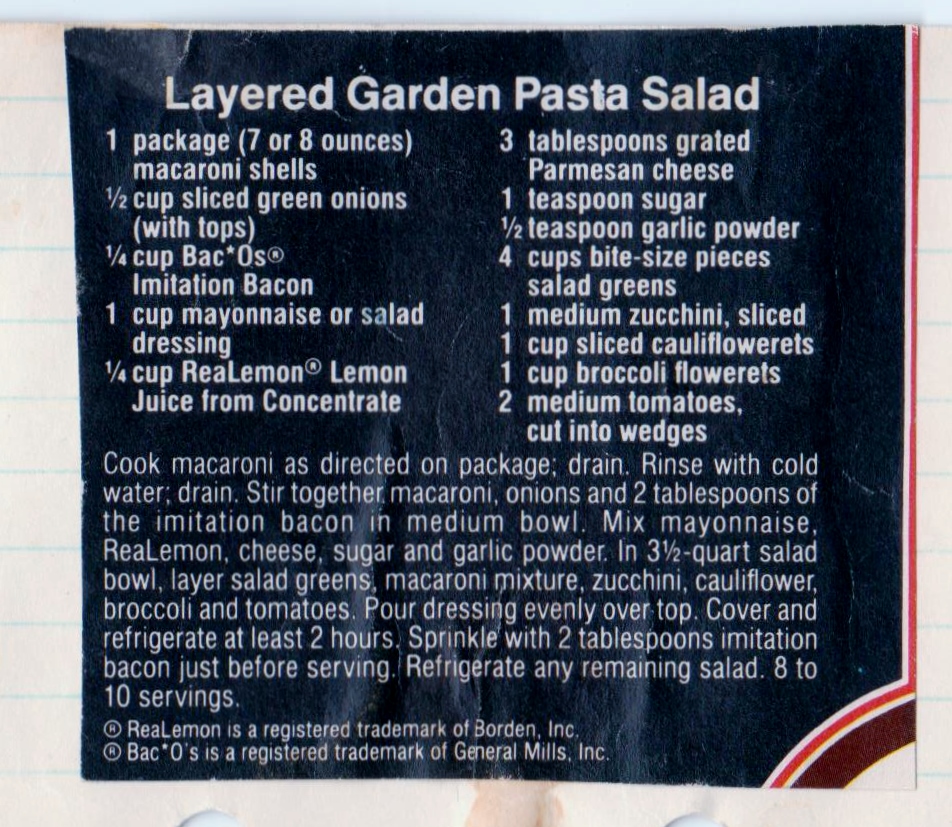 Layered Garden Pasta Salad
1 package (7 or 8 ounces)
macaroni shells
½ cup sliced green onions
(with tops)
¼ cup Bac*Os®
Imitation Bacon
1 cup mayonnaise or salad
dressing
¼ cup ReaLemon® Lemon
Juice from Concentrate
3 tablespoons grated
Parmesan cheese
1 teaspoon sugar
½ teaspoon garlic powder
4 cups bite-size pieces
salad greens
1 medium zucchini, sliced
1 cup sliced cauliflowerets
1 cup broccoli flowerets
2 medium tomatoes,
cut into wedges
Cook macaroni as directed on package; drain. Rinse with cold
water; drain. Stir together macaroni, onions and 2 tablespoons of
the imitation bacon in medium bowl. Mix mayonnaise,
ReaLemon, cheese, sugar and garlic powder. In 3½-quart salad
bowl, layer salad greens, macaroni mixture, zucchini, cauliflower,
broccoli and tomatoes. Pour dressing evenly over top. Cover and
refrigerate at least 2 hours. Sprinkle with 2 tablespoons imitation
bacon just before serving. Refrigerate any remaining salad. 8 to
10 servings.
® ReaLemon is a registered trademark of Borden, Inc.
® Bac*O's is a registered trademark of General Mills, Inc.